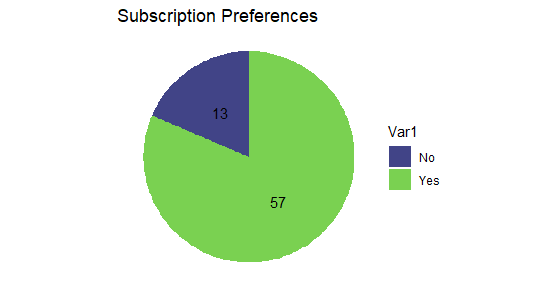 Subscription Preferences
13
57
Var1
No
Yes